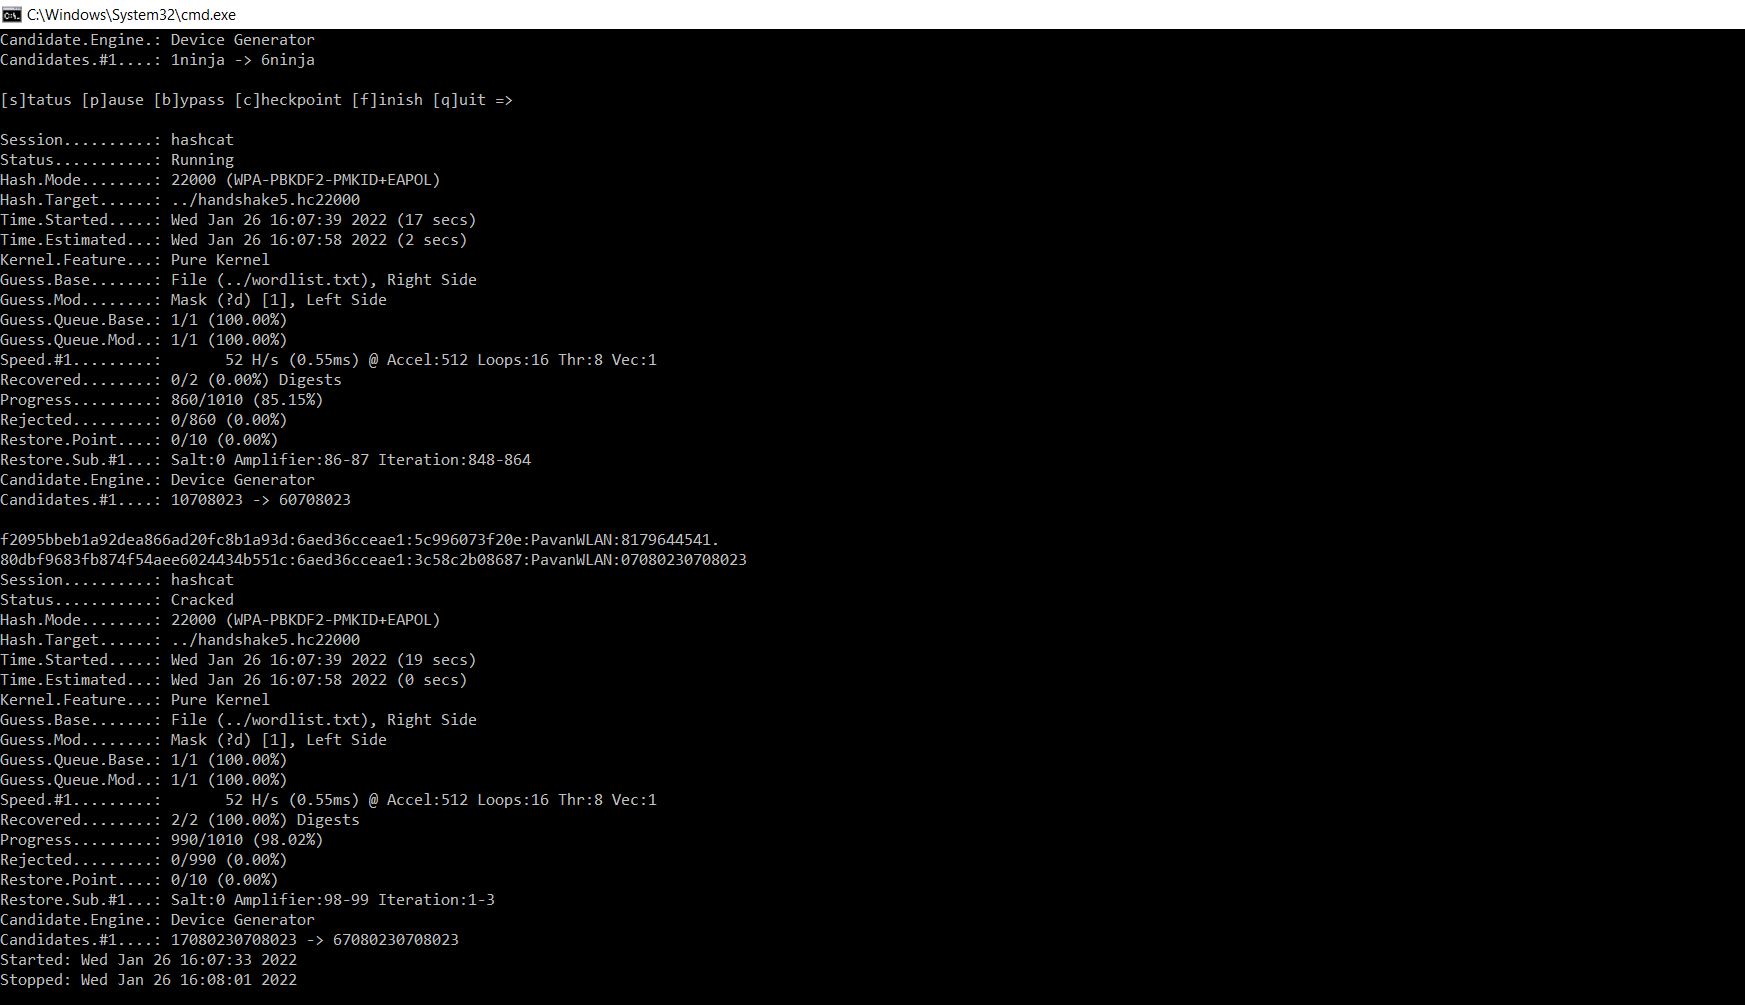 C:\Windows\System32\cmd.exe
Candidate.Engine.: Device Generator
Candidates.#1....: 1ninja -> 6ninja
[s]tatus [p]ause [b]ypass [c]heckpoint [f]inish [q]uit =>
Session..........: hashcat
Status...........: Running
Hash.Mode........: 22000 (WPA-PBKDF2-PMKID+EAPOL)
Hash.Target......: ../handshake5.hc22000
Time.Started.....: Wed Jan 26 16:07:39 2022 (17 secs)
Time.Estimated...: Wed Jan 26 16:07:58 2022 (2 secs)
Kernel.Feature...: Pure Kernel
Guess.Base.......: File (../wordlist.txt), Right Side
Guess.Mod........: Mask (?d) [1], Left Side
Guess.Queue.Base.: 1/1 (100.00%)
Guess.Queue.Mod..: 1/1 (100.00%)
Speed.#1.........:       52 H/s (0.55ms) @ Accel:512 Loops:16 Thr:8 Vec:1
Recovered........: 0/2 (0.00%) Digests
Progress.........: 860/1010 (85.15%)
Rejected.........: 0/860 (0.00%)
Restore.Point....: 0/10 (0.00%)
Restore.Sub.#1...: Salt:0 Amplifier:86-87 Iteration:848-864
Candidate.Engine.: Device Generator
Candidates.#1....: 10708023 -> 60708023
f2095bbeb1a92dea866ad20fc8b1a93d:6aed36cceae1:5c996073f20e:PavanWLAN:8179644541.
80dbf9683fb874f54aee6024434b551c:6aed36cceae1:3c58c2b08687:PavanWLAN:07080230708023
Session..........: hashcat
Status...........: Cracked
Hash.Mode........: 22000 (WPA-PBKDF2-PMKID+EAPOL)
Hash.Target......: ../handshake5.hc22000
Time.Started.....: Wed Jan 26 16:07:39 2022 (19 secs)
Time.Estimated...: Wed Jan 26 16:07:58 2022 (0 secs)
Kernel.Feature...: Pure Kernel
Guess.Base.......: File (../wordlist.txt), Right Side
Guess.Mod........: Mask (?d) [1], Left Side
Guess.Queue.Base.: 1/1 (100.00%)
Guess.Queue.Mod..: 1/1 (100.00%)
Speed.#1.........:       52 H/s (0.55ms) @ Accel:512 Loops:16 Thr:8 Vec:1
Recovered........: 2/2 (100.00%) Digests
Progress.........: 990/1010 (98.02%)
Rejected.........: 0/990 (0.00%)
Restore.Point....: 0/10 (0.00%)
Restore.Sub.#1...: Salt:0 Amplifier:98-99 Iteration:1-3
Candidate.Engine.: Device Generator
Candidates.#1....: 17080230708023 -> 67080230708023
Started: Wed Jan 26 16:07:33 2022
Stopped: Wed Jan 26 16:08:01 2022